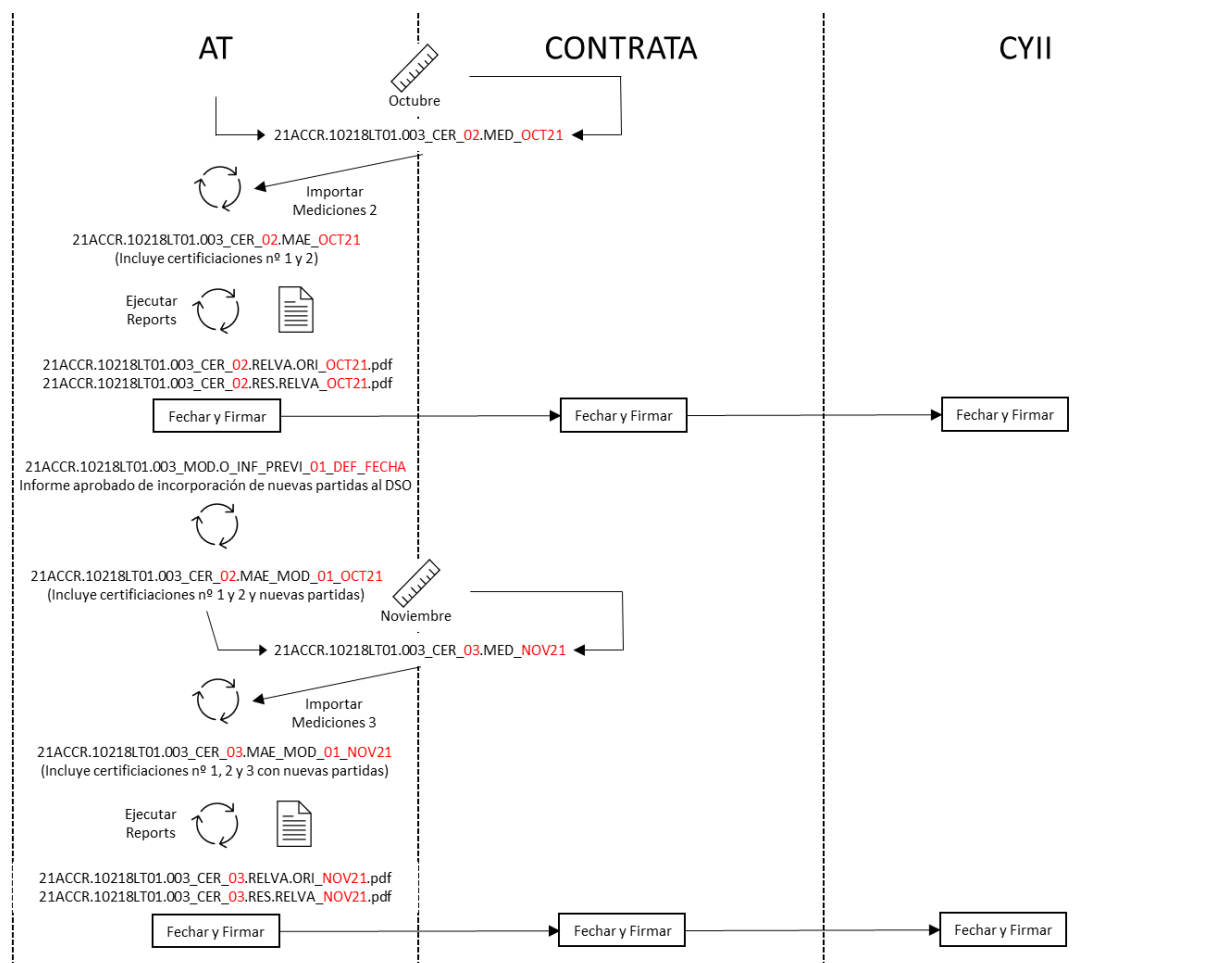 AT
CONTRATA
CYII
Octubre
21ACCR.10218LT01.003_CER_02.MED_OCT21
Importar
Mediciones 2
21ACCR.10218LT01.003_CER_02.MAE_OCT21
(Incluye certificiaciones nº 1 y 2)
Ejecutar
Reports
21ACCR.10218LT01.003_CER_02.RELVA.ORI_OCT21.pdf
21ACCR.10218LT01.003_CER_02.RES.RELVA_OCT21.pdf
Fechar y Firmar
Fechar y Firmar
Fechar y Firmar
21ACCR.10218LT01.003_MOD.O_INF_PREVI_01_DEF_FECHA
Informe aprobado de incorporación de nuevas partidas al DSO
21ACCR.10218LT01.003_CER_02.MAE_MOD_01_OCT21
(Incluye certificiaciones nº 1 y 2 y nuevas partidas)
Noviembre
21ACCR.10218LT01.003_CER_03.MED_NOV21
Importar
Mediciones 3
21ACCR.10218LT01.003_CER_03.MAE_MOD_01_NOV21
(Incluye certificiaciones nº 1, 2 y 3 con nuevas partidas)
Ejecutar
Reports
21ACCR.10218LT01.003_CER_03.RELVA.ORI_NOV21.pdf
21ACCR.10218LT01.003_CER_03.RES.RELVA_NOV21.pdf
Fechar y Firmar
Fechar y Firmar
Fechar y Firmar